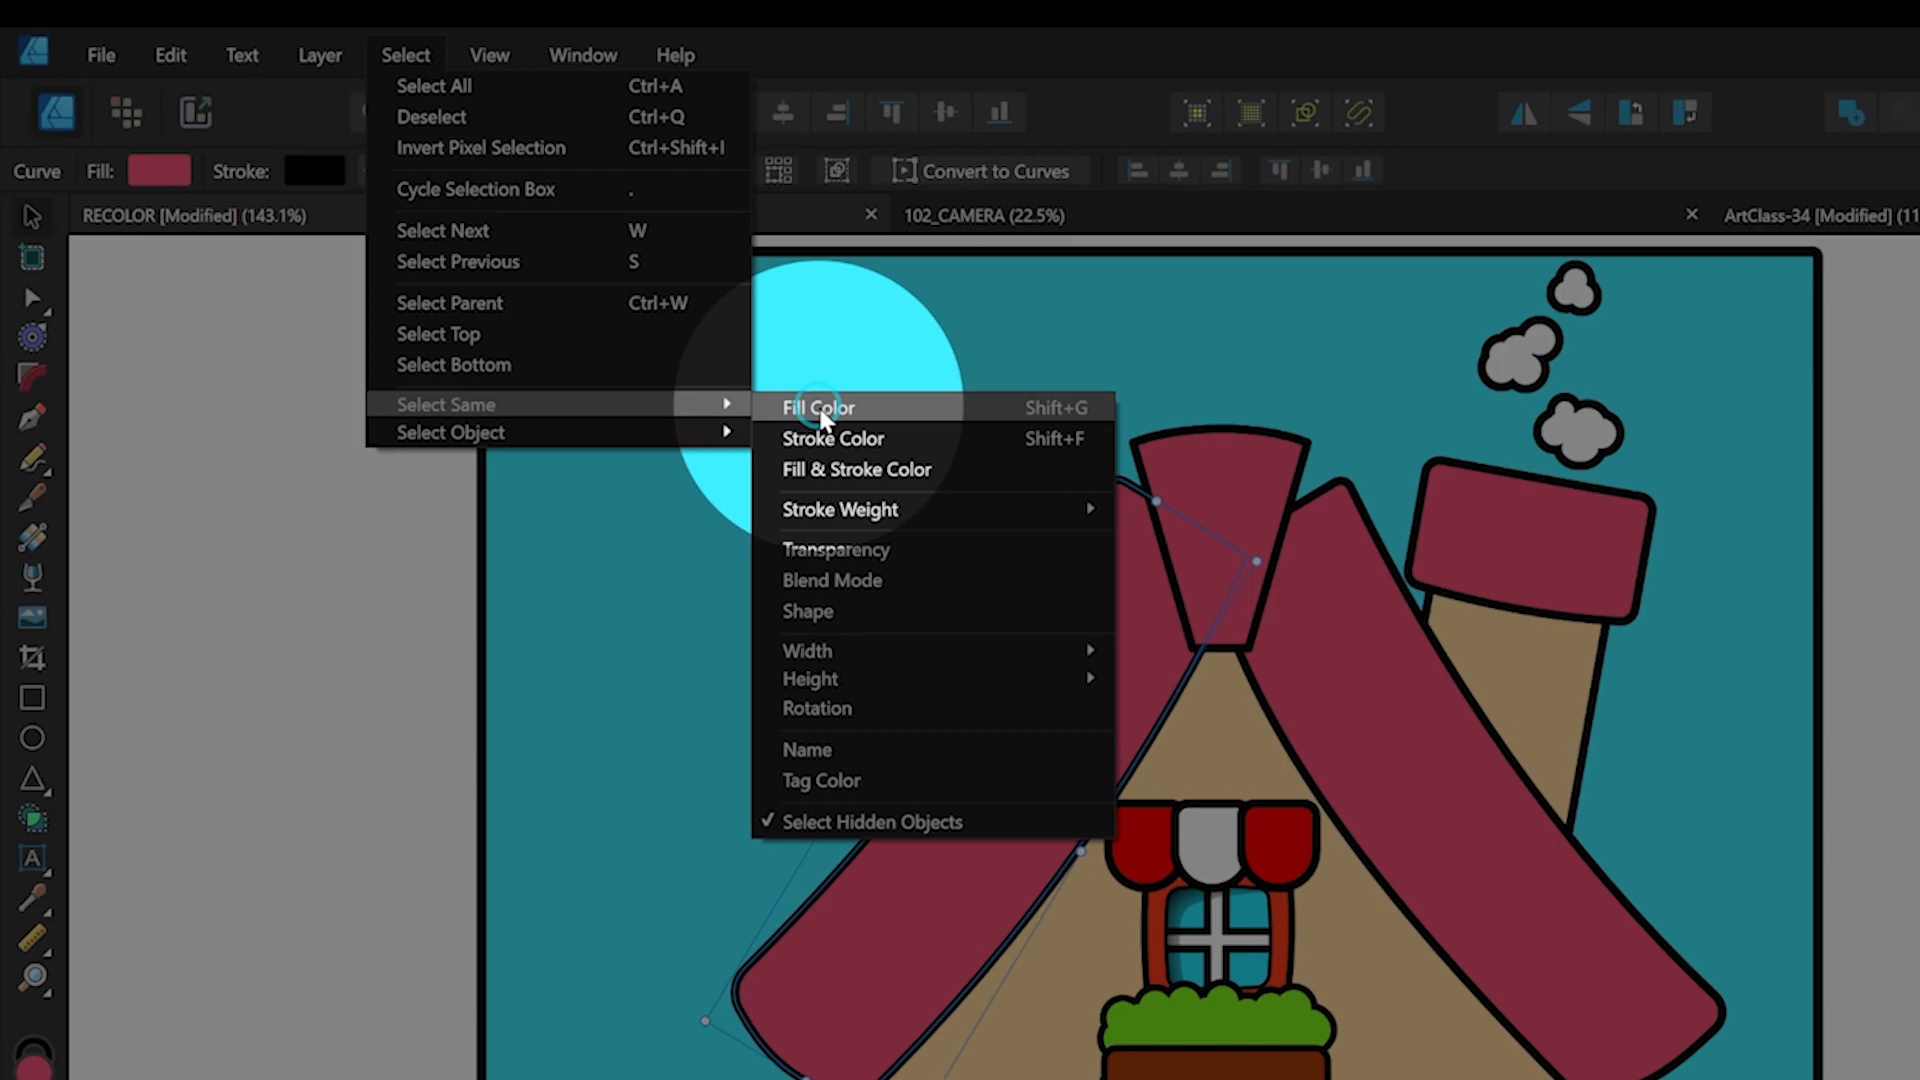 File Edit Text Layer Select View Window Help
Select All Ctrl+A
Deselect Ctrl+Q
Invert Pixel Selection Ctrl+Shift+I
Curve Fill: Stroke: Convert to Curves
Cycle Selection Box .
RECOLOR [Modified] (143.1%) 102_CAMERA (22.5%) ArtClass-34 [Modified] (11
Select Next W
Select Previous S
Select Parent Ctrl+W
Select Top
Select Bottom
Select Same
Select Object
Fill Color Shift+G
Stroke Color Shift+F
Fill & Stroke Color
Stroke Weight
Transparency
Blend Mode
Shape
Width
Height
Rotation
Name
Tag Color
Select Hidden Objects
A